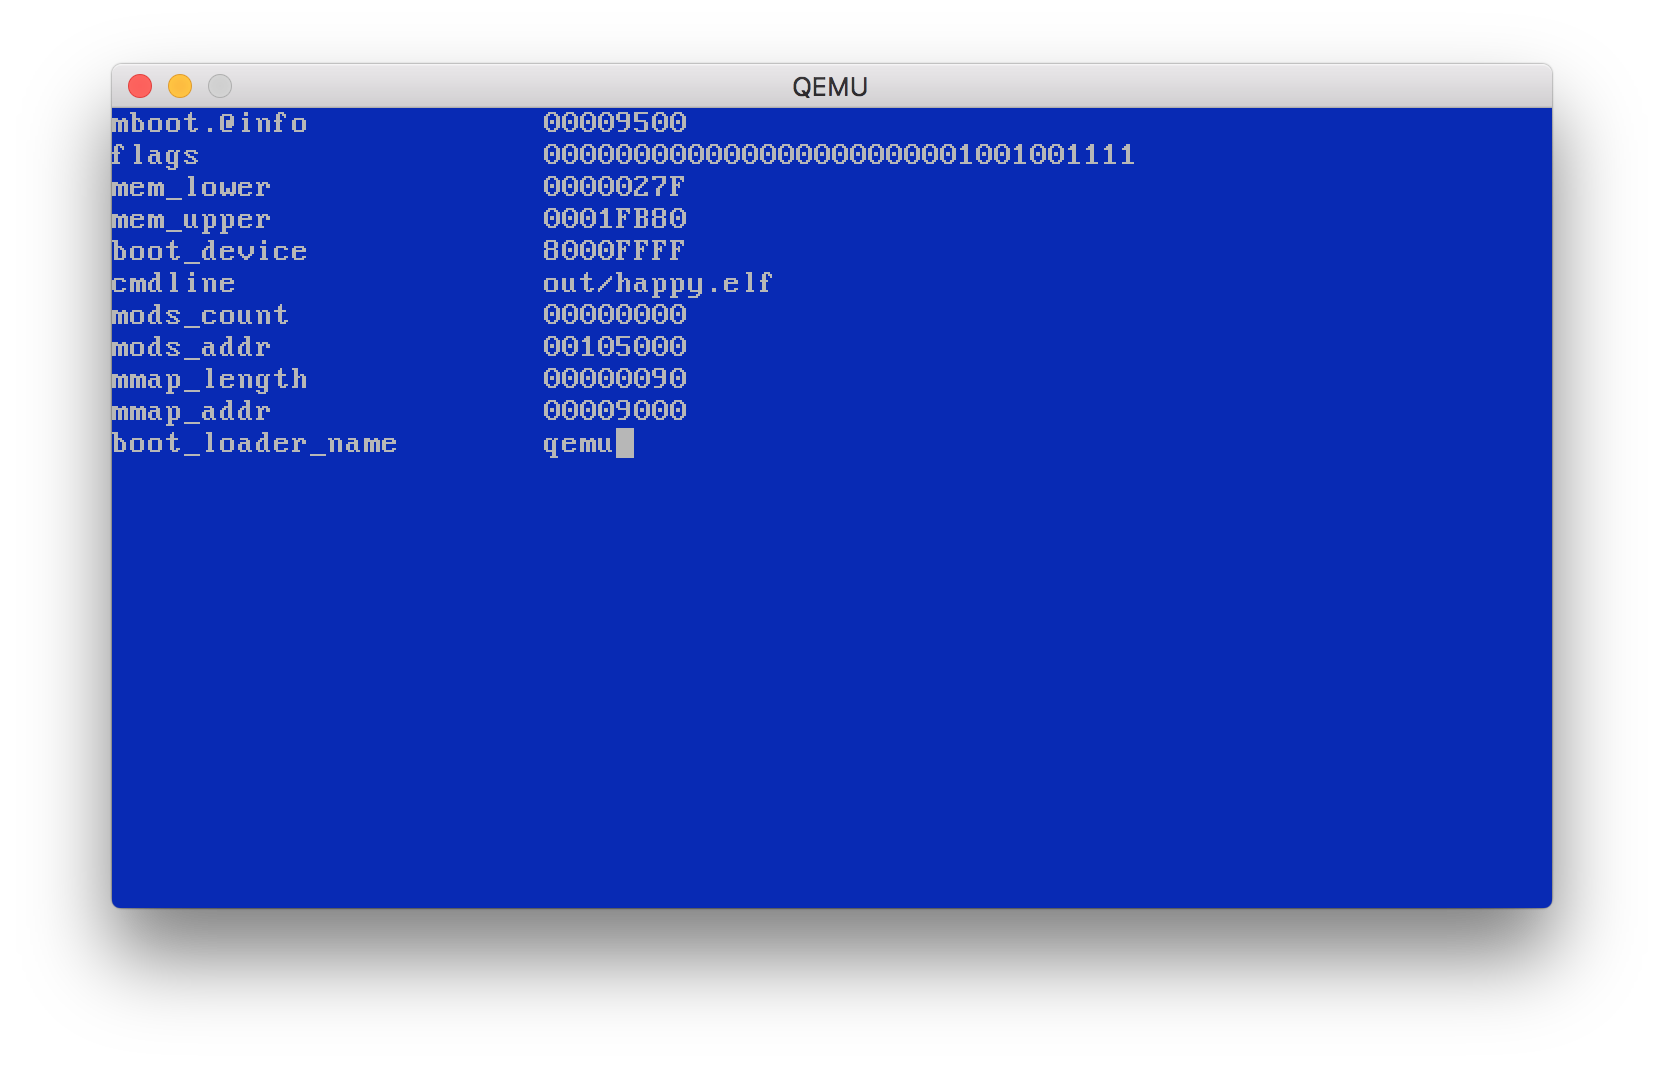 QEMU
mboot.@info 00009500
flags 000000000000000000000001001001111
mem_lower 0000027F
mem_upper 0001FB80
boot_device 8000FFFF
cmdline out/happy.elf
mods_count 00000000
mods_addr 00105000
mmap_length 00000090
mmap_addr 00009000
boot_loader_name qemu